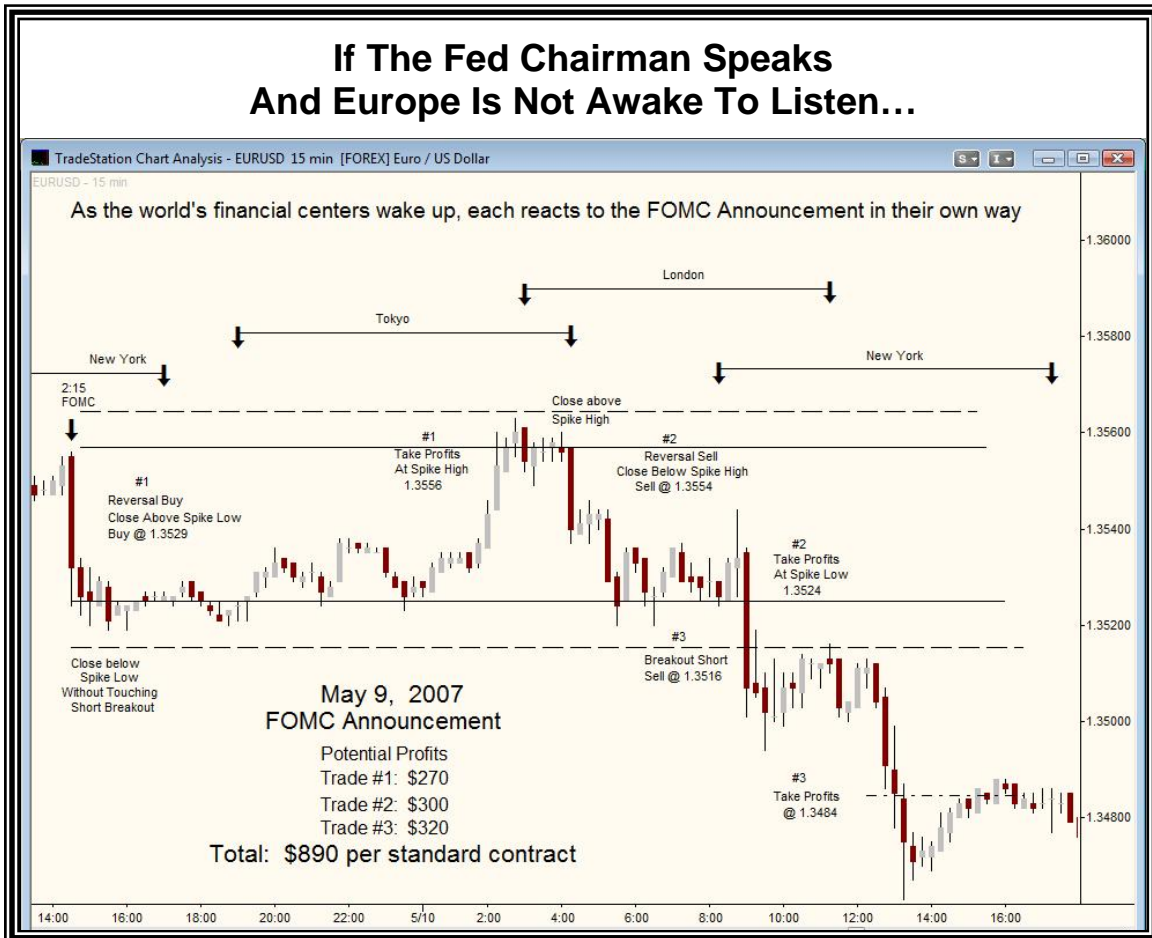 If The Fed Chairman Speaks
And Europe Is Not Awake To Listen…
TradeStation Chart Analysis - EURUSD 15 min [FOREX] Euro / US Dollar
S
I
EURUSD - 15 min
As the world's financial centers wake up, each reacts to the FOMC Announcement in their own way
1.36000
London
Tokyo
1.35800
New York
New York
2:15
FOMC
Close above
Spike High
1.35600
#1
Take Profits
At Spike High
1.3556
#2
Reversal Sell
Close Below Spike High
Sell @ 1.3554
#1
Reversal Buy
Close Above Spike Low
Buy @ 1.3529
1.35400
#2
Take Profits
At Spike Low
1.3524
1.35200
#3
Breakout Short
Sell @ 1.3516
Close below
Spike Low
Without Touching
Short Breakout
May 9, 2007
FOMC Announcement
1.35000
Potential Profits
Trade #1: $270
Trade #2: $300
Trade #3: $320
Total: $890 per standard contract
#3
Take Profits
@ 1.3484
1.34800
14:00 16:00 18:00 20:00 22:00 5/10 2:00 4:00 6:00 8:00 10:00 12:00 14:00 16:00